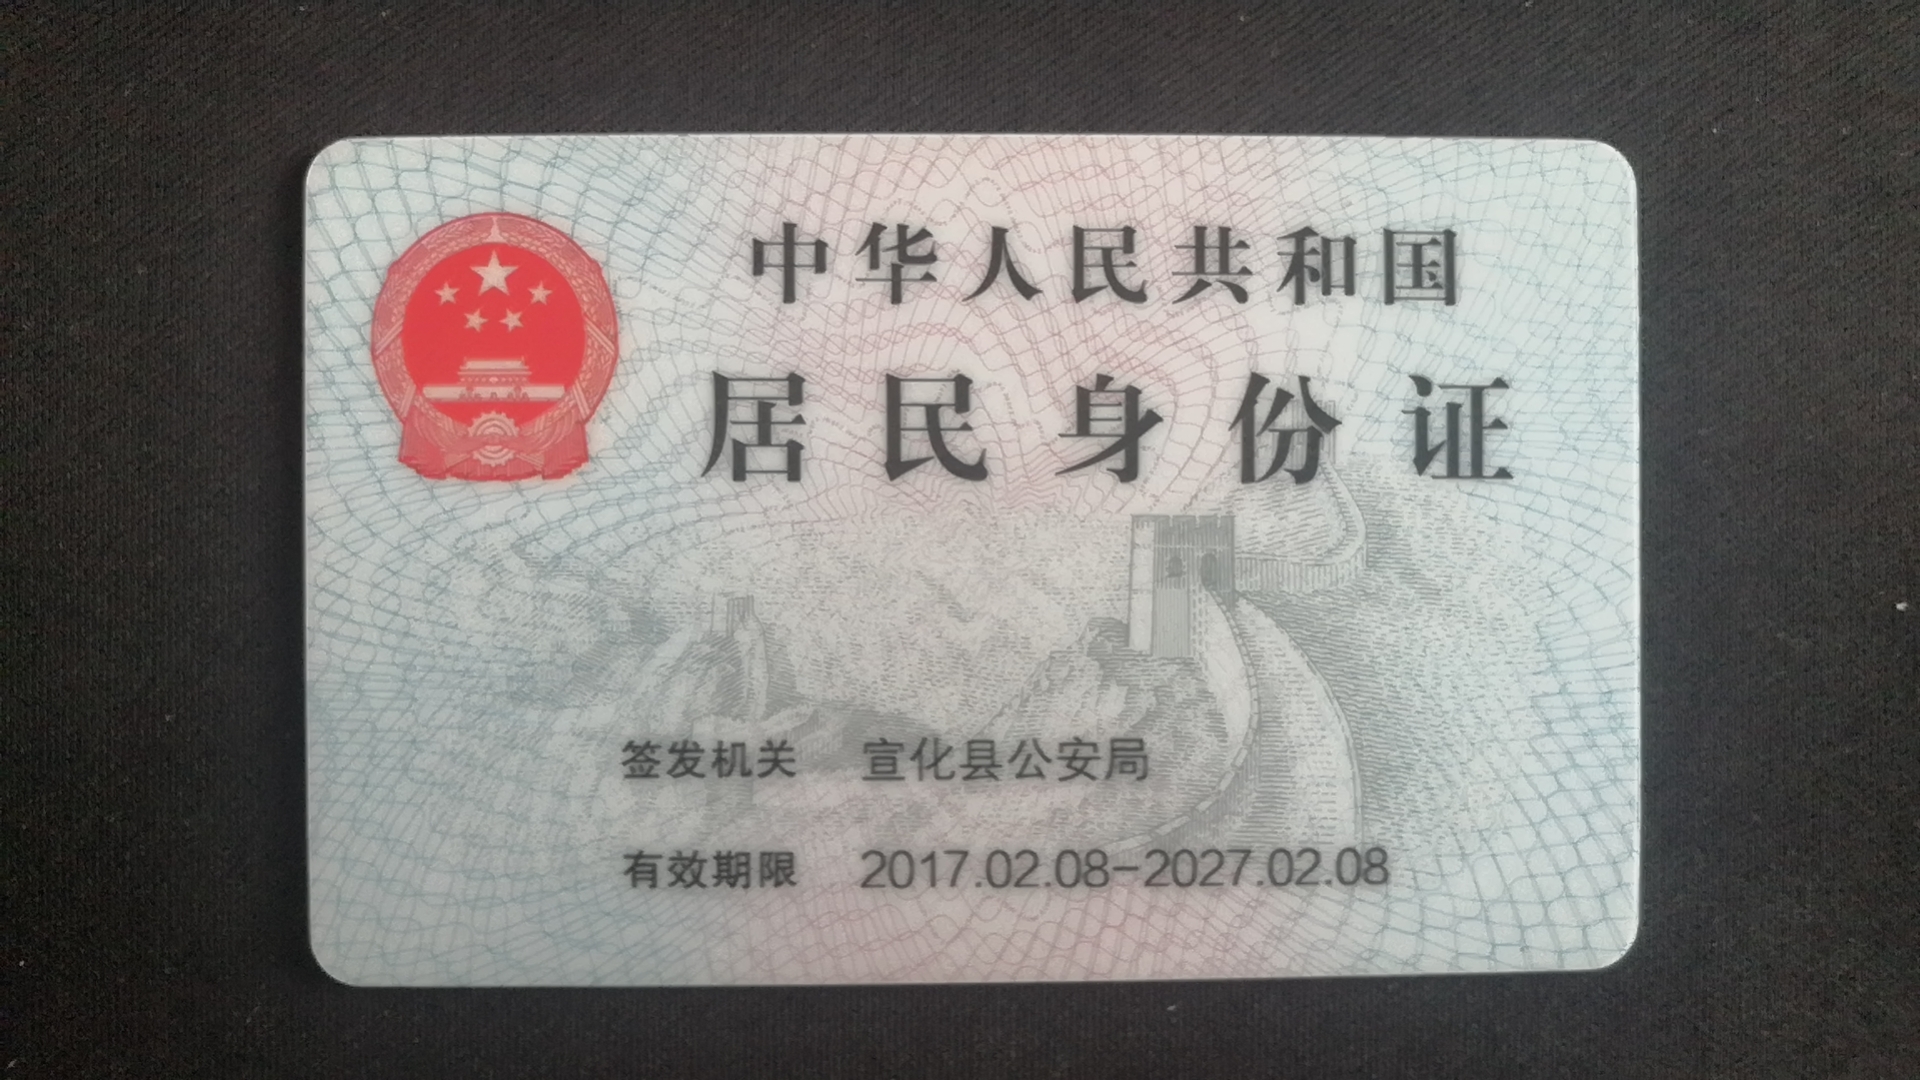 中华人民共和国
居民身份证
签发机关 宣化县公安局
有效期限 2017.02.08-2027.02.08